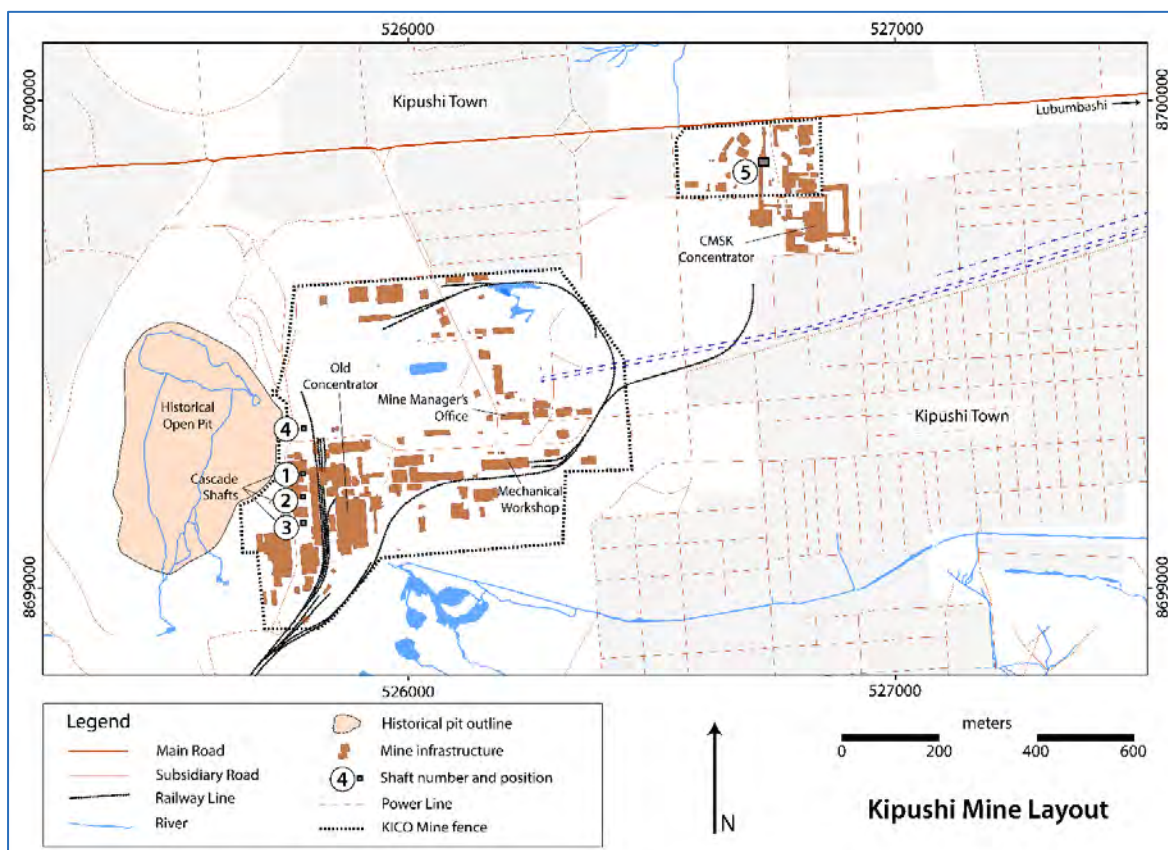 526000
527000
8700000
8700000
Kipushi Town
Lubumbashi
5
CMSK
Concentrator
Old
Concentrator
Mine Manager's
Office
Historical
Open Pit
Kipushi Town
4
Cascade
Shafts
1
2
3
Mechanical
Workshop
8699000
8699000
526000
527000
Legend
Main Road
Subsidiary Road
Railway Line
River
Historical pit outline
Mine infrastructure
4
Shaft number and position
Power Line
KICO Mine fence
N
meters
0
200
400
600
Kipushi Mine Layout